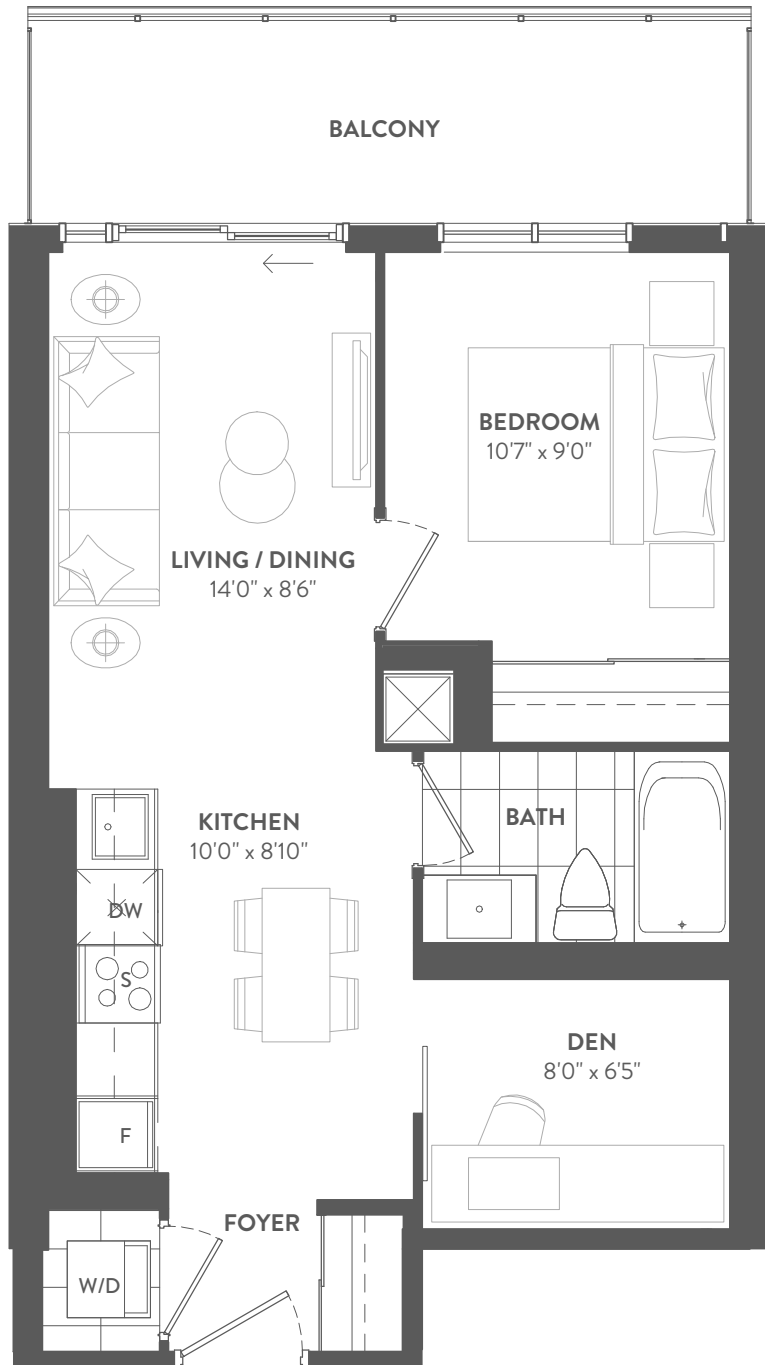 BALCONY
BEDROOM
10'7" x 9'0"
LIVING / DINING
14'0" x 8'6"
KITCHEN
10'0" x 8'10"
BATH
DW
S
DEN
8'0" x 6'5"
F
FOYER
W/D